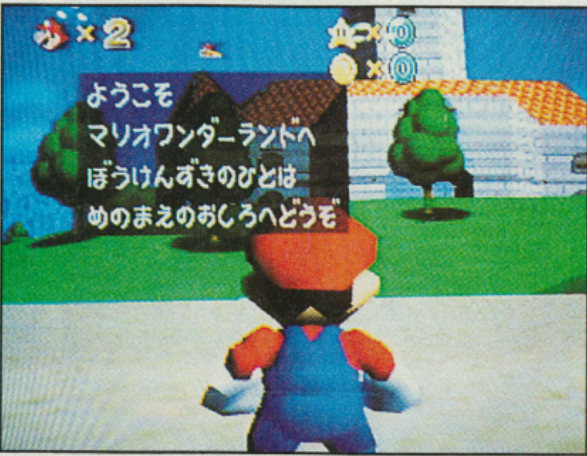 ×2
×0
×0
ようこそ
マリオワンダーランドへ
ぼうけんずきのひとは
めのまえのおしろへどうぞ